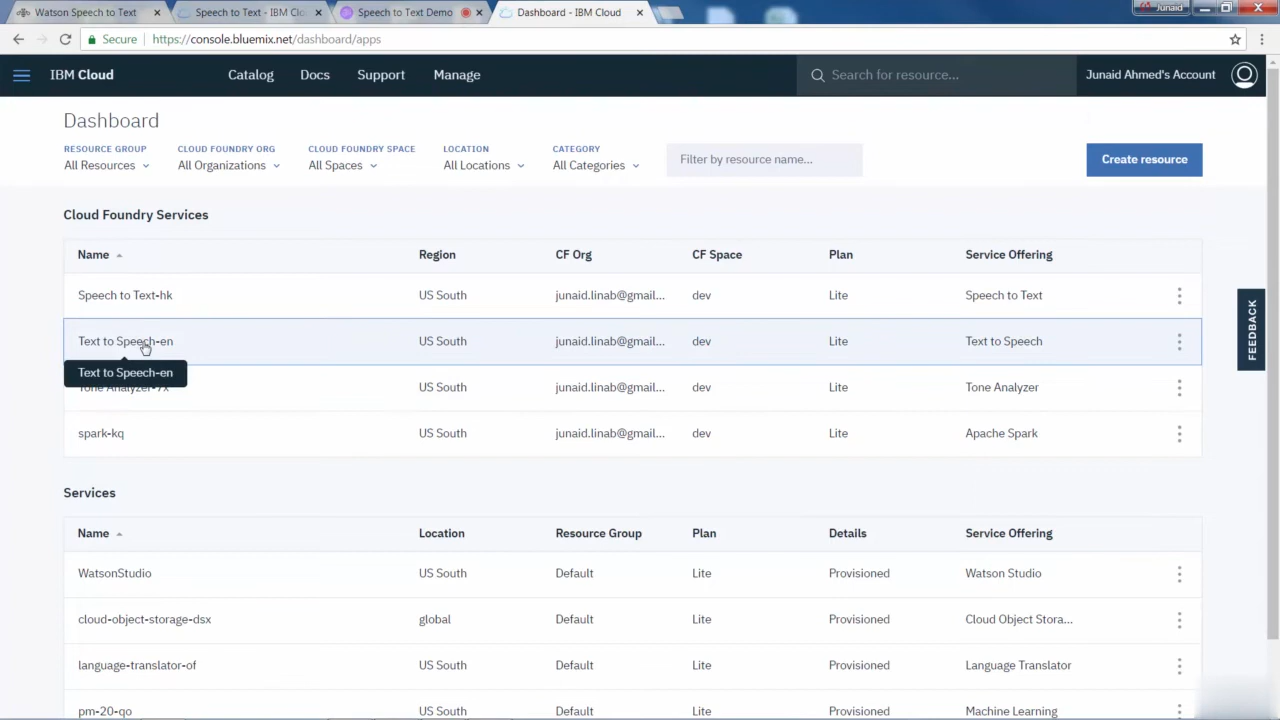 Watson Speech to Text
Speech to Text - IBM Cloud
Speech to Text Demo
Dashboard - IBM Cloud
Junaid
Secure
https://console.bluemix.net/dashboard/apps
IBM Cloud
Catalog
Docs
Support
Manage
Search for resource...
Junaid Ahmed's Account
Dashboard
RESOURCE GROUP
All Resources
CLOUD FOUNDRY ORG
All Organizations
CLOUD FOUNDRY SPACE
All Spaces
LOCATION
All Locations
CATEGORY
All Categories
Filter by resource name...
Create resource
Cloud Foundry Services
Name Region CF Org CF Space Plan Service Offering
Speech to Text-hk US South junaid.linab@gmail... dev Lite Speech to Text
Text to Speech-en US South junaid.linab@gmail... dev Lite Text to Speech
Text to Speech-en
Tone Analyzer-7x US South junaid.linab@gmail... dev Lite Tone Analyzer
spark-kq US South junaid.linab@gmail... dev Lite Apache Spark
FEEDBACK
Services
Name Location Resource Group Plan Details Service Offering
WatsonStudio US South Default Lite Provisioned Watson Studio
cloud-object-storage-dsx global Default Lite Provisioned Cloud Object Stora...
language-translator-of US South Default Lite Provisioned Language Translator
pm-20-qo US South Default Lite Provisioned Machine Learning